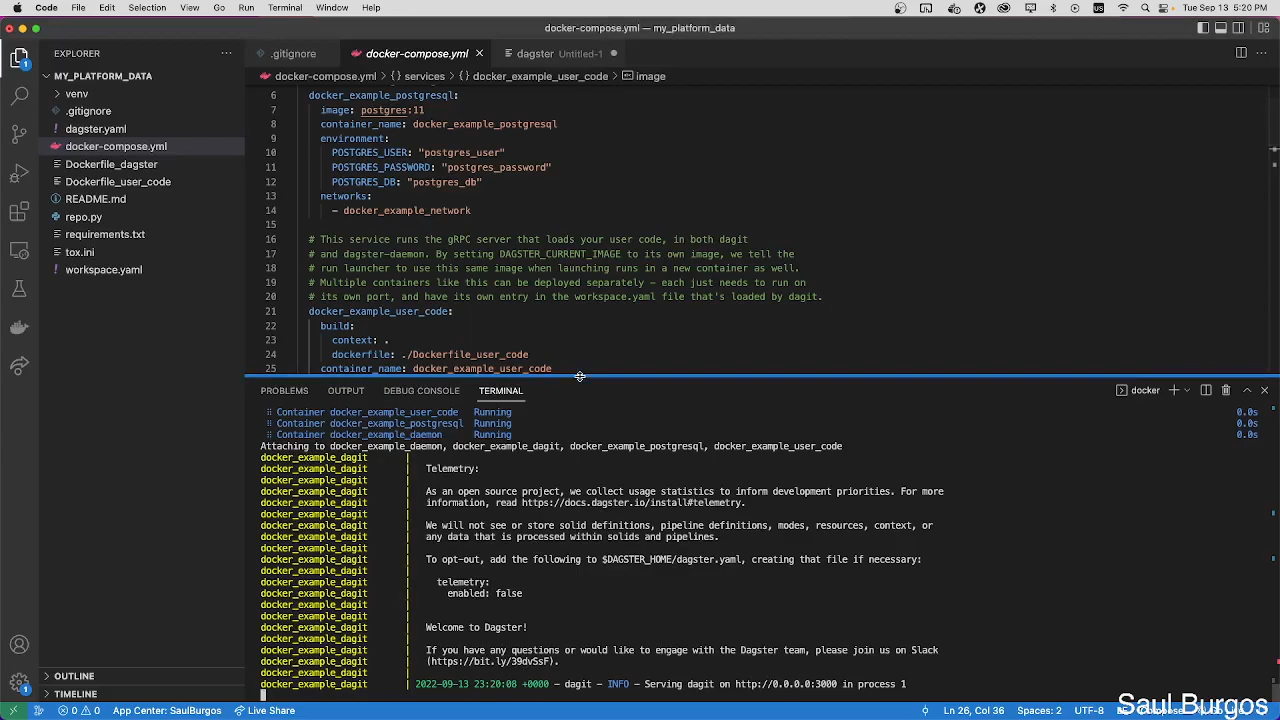 Code File Edit Selection View Go Run Terminal Window Help
Tue Sep 13 5:20 PM
docker-compose.yml — my_platform_data
EXPLORER
.gitignore
docker-compose.yml
dagster Untitled-1
MY_PLATFORM_DATA
docker-compose.yml > {} services > {} docker_example_user_code > image
venv
.gitignore
dagster.yaml
docker-compose.yml
Dockerfile_dagster
Dockerfile_user_code
README.md
repo.py
requirements.txt
tox.ini
workspace.yaml
OUTLINE
TIMELINE
6 docker_example_postgresql:
7 image: postgres:11
8 container_name: docker_example_postgresql
9 environment:
10 POSTGRES_USER: "postgres_user"
11 POSTGRES_PASSWORD: "postgres_password"
12 POSTGRES_DB: "postgres_db"
13 networks:
14 - docker_example_network
15
16 # This service runs the gRPC server that loads your user code, in both dagit
17 # and dagster-daemon. By setting DAGSTER_CURRENT_IMAGE to its own image, we tell the
18 # run launcher to use this same image when launching runs in a new container as well.
19 # Multiple containers like this can be deployed separately - each just needs to run on
20 # its own port, and have its own entry in the workspace.yaml file that's loaded by dagit.
21 docker_example_user_code:
22 build:
23 context: .
24 dockerfile: ./Dockerfile_user_code
25 container_name: docker_example_user_code
PROBLEMS OUTPUT DEBUG CONSOLE TERMINAL
docker
Container docker_example_user_code Running 0.0s
Container docker_example_postgresql Running 0.0s
Container docker_example_daemon Running 0.0s
Attaching to docker_example_daemon, docker_example_dagit, docker_example_postgresql, docker_example_user_code
docker_example_dagit |
docker_example_dagit | Telemetry:
docker_example_dagit |
docker_example_dagit | As an open source project, we collect usage statistics to inform development priorities. For more
docker_example_dagit | information, read https://docs.dagster.io/install#telemetry.
docker_example_dagit |
docker_example_dagit | We will not see or store solid definitions, pipeline definitions, modes, resources, context, or
docker_example_dagit | any data that is processed within solids and pipelines.
docker_example_dagit |
docker_example_dagit | To opt-out, add the following to $DAGSTER_HOME/dagster.yaml, creating that file if necessary:
docker_example_dagit |
docker_example_dagit | telemetry:
docker_example_dagit | enabled: false
docker_example_dagit |
docker_example_dagit |
docker_example_dagit | Welcome to Dagster!
docker_example_dagit |
docker_example_dagit | If you have any questions or would like to engage with the Dagster team, please join us on Slack
docker_example_dagit | (https://bit.ly/39dvSsF).
docker_example_dagit |
docker_example_dagit | 2022-09-13 23:20:08 +0000 - dagit - INFO - Serving dagit on http://0.0.0.0:3000 in process 1
Saul Burgos
0 0 App Center: SaulBurgos Live Share
Ln 26, Col 36 Spaces: 2 UTF-8